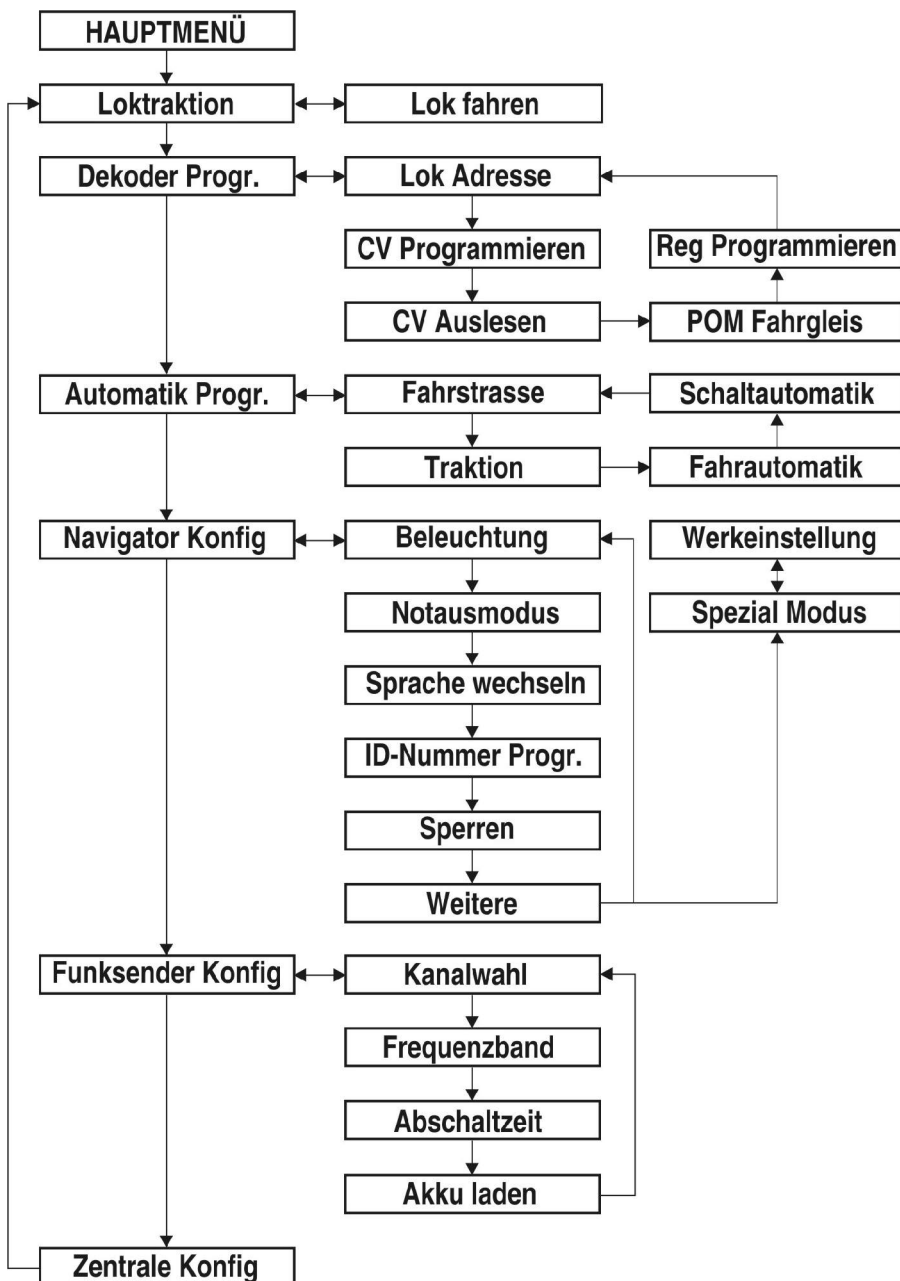 HAUPTMENÜ
Loktraktion
Lok fahren
Dekoder Progr.
Lok Adresse
CV Programmieren
Reg Programmieren
CV Auslesen
POM Fahrgleis
Automatik Progr.
Fahrstrasse
Schaltautomatik
Traktion
Fahrautomatik
Navigator Konfig
Beleuchtung
Werkeinstellung
Notausmodus
Spezial Modus
Sprache wechseln
ID-Nummer Progr.
Sperren
Weitere
Funksender Konfig
Kanalwahl
Frequenzband
Abschaltzeit
Akku laden
Zentrale Konfig